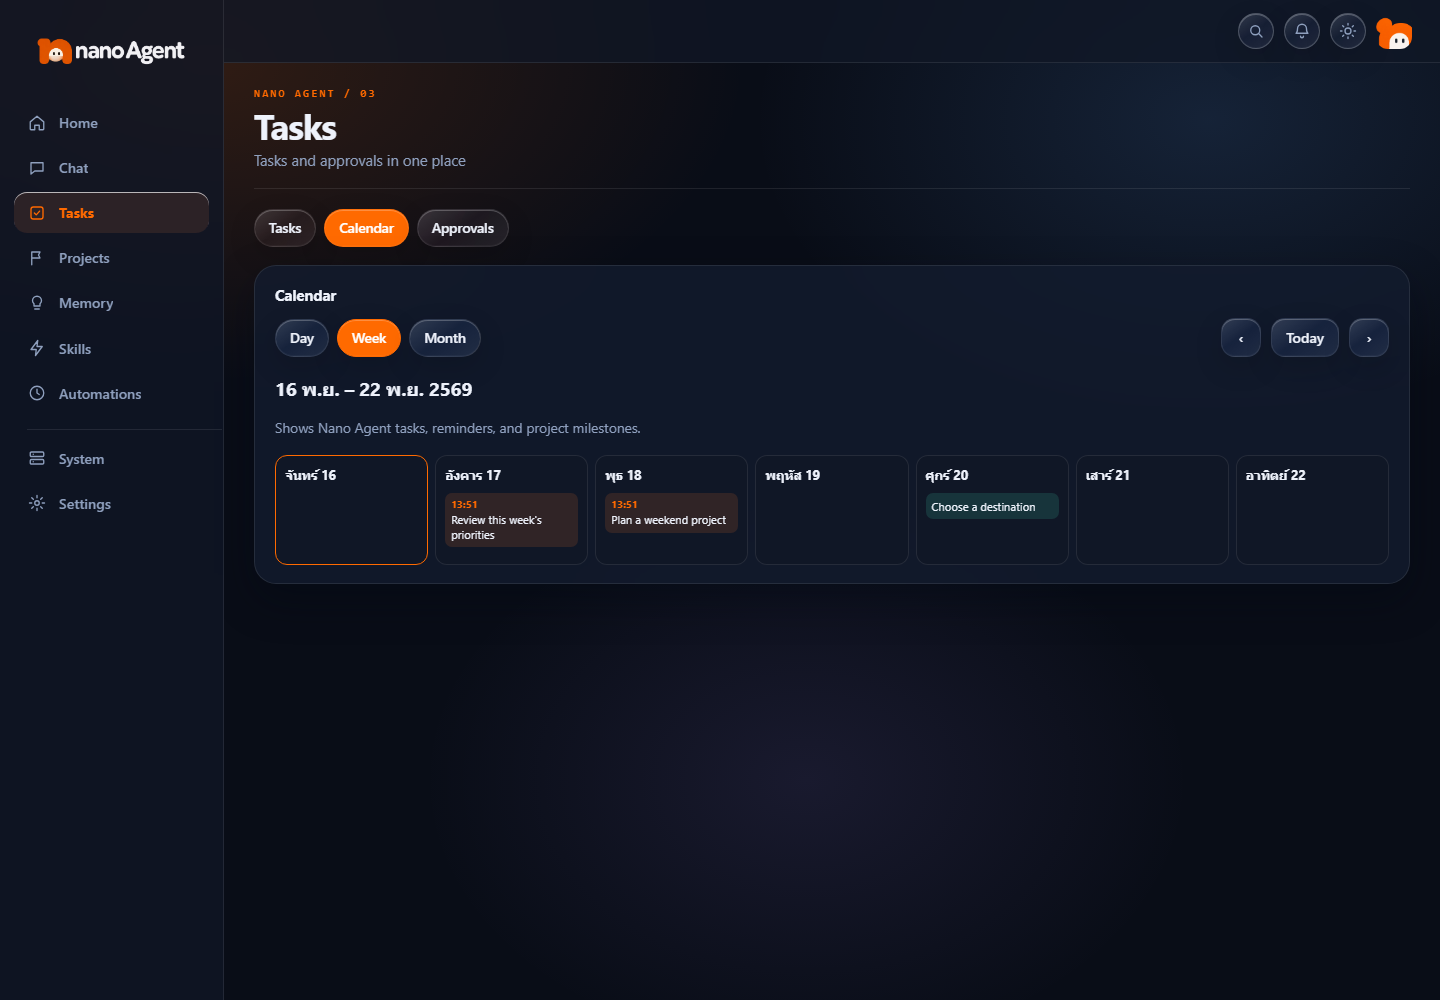 nano Agent
Home
Chat
Tasks
Projects
Memory
Skills
Automations
System
Settings
NANO AGENT / 03
Tasks
Tasks and approvals in one place
Tasks
Calendar
Approvals
Calendar
Day
Week
Month
‹
Today
›
16 พ.ย. – 22 พ.ย. 2569
Shows Nano Agent tasks, reminders, and project milestones.
จันทร์ 16
อังคาร 17
13:51
Review this week's
priorities
พุธ 18
13:51
Plan a weekend project
พฤหัส 19
ศุกร์ 20
Choose a destination
เสาร์ 21
อาทิตย์ 22